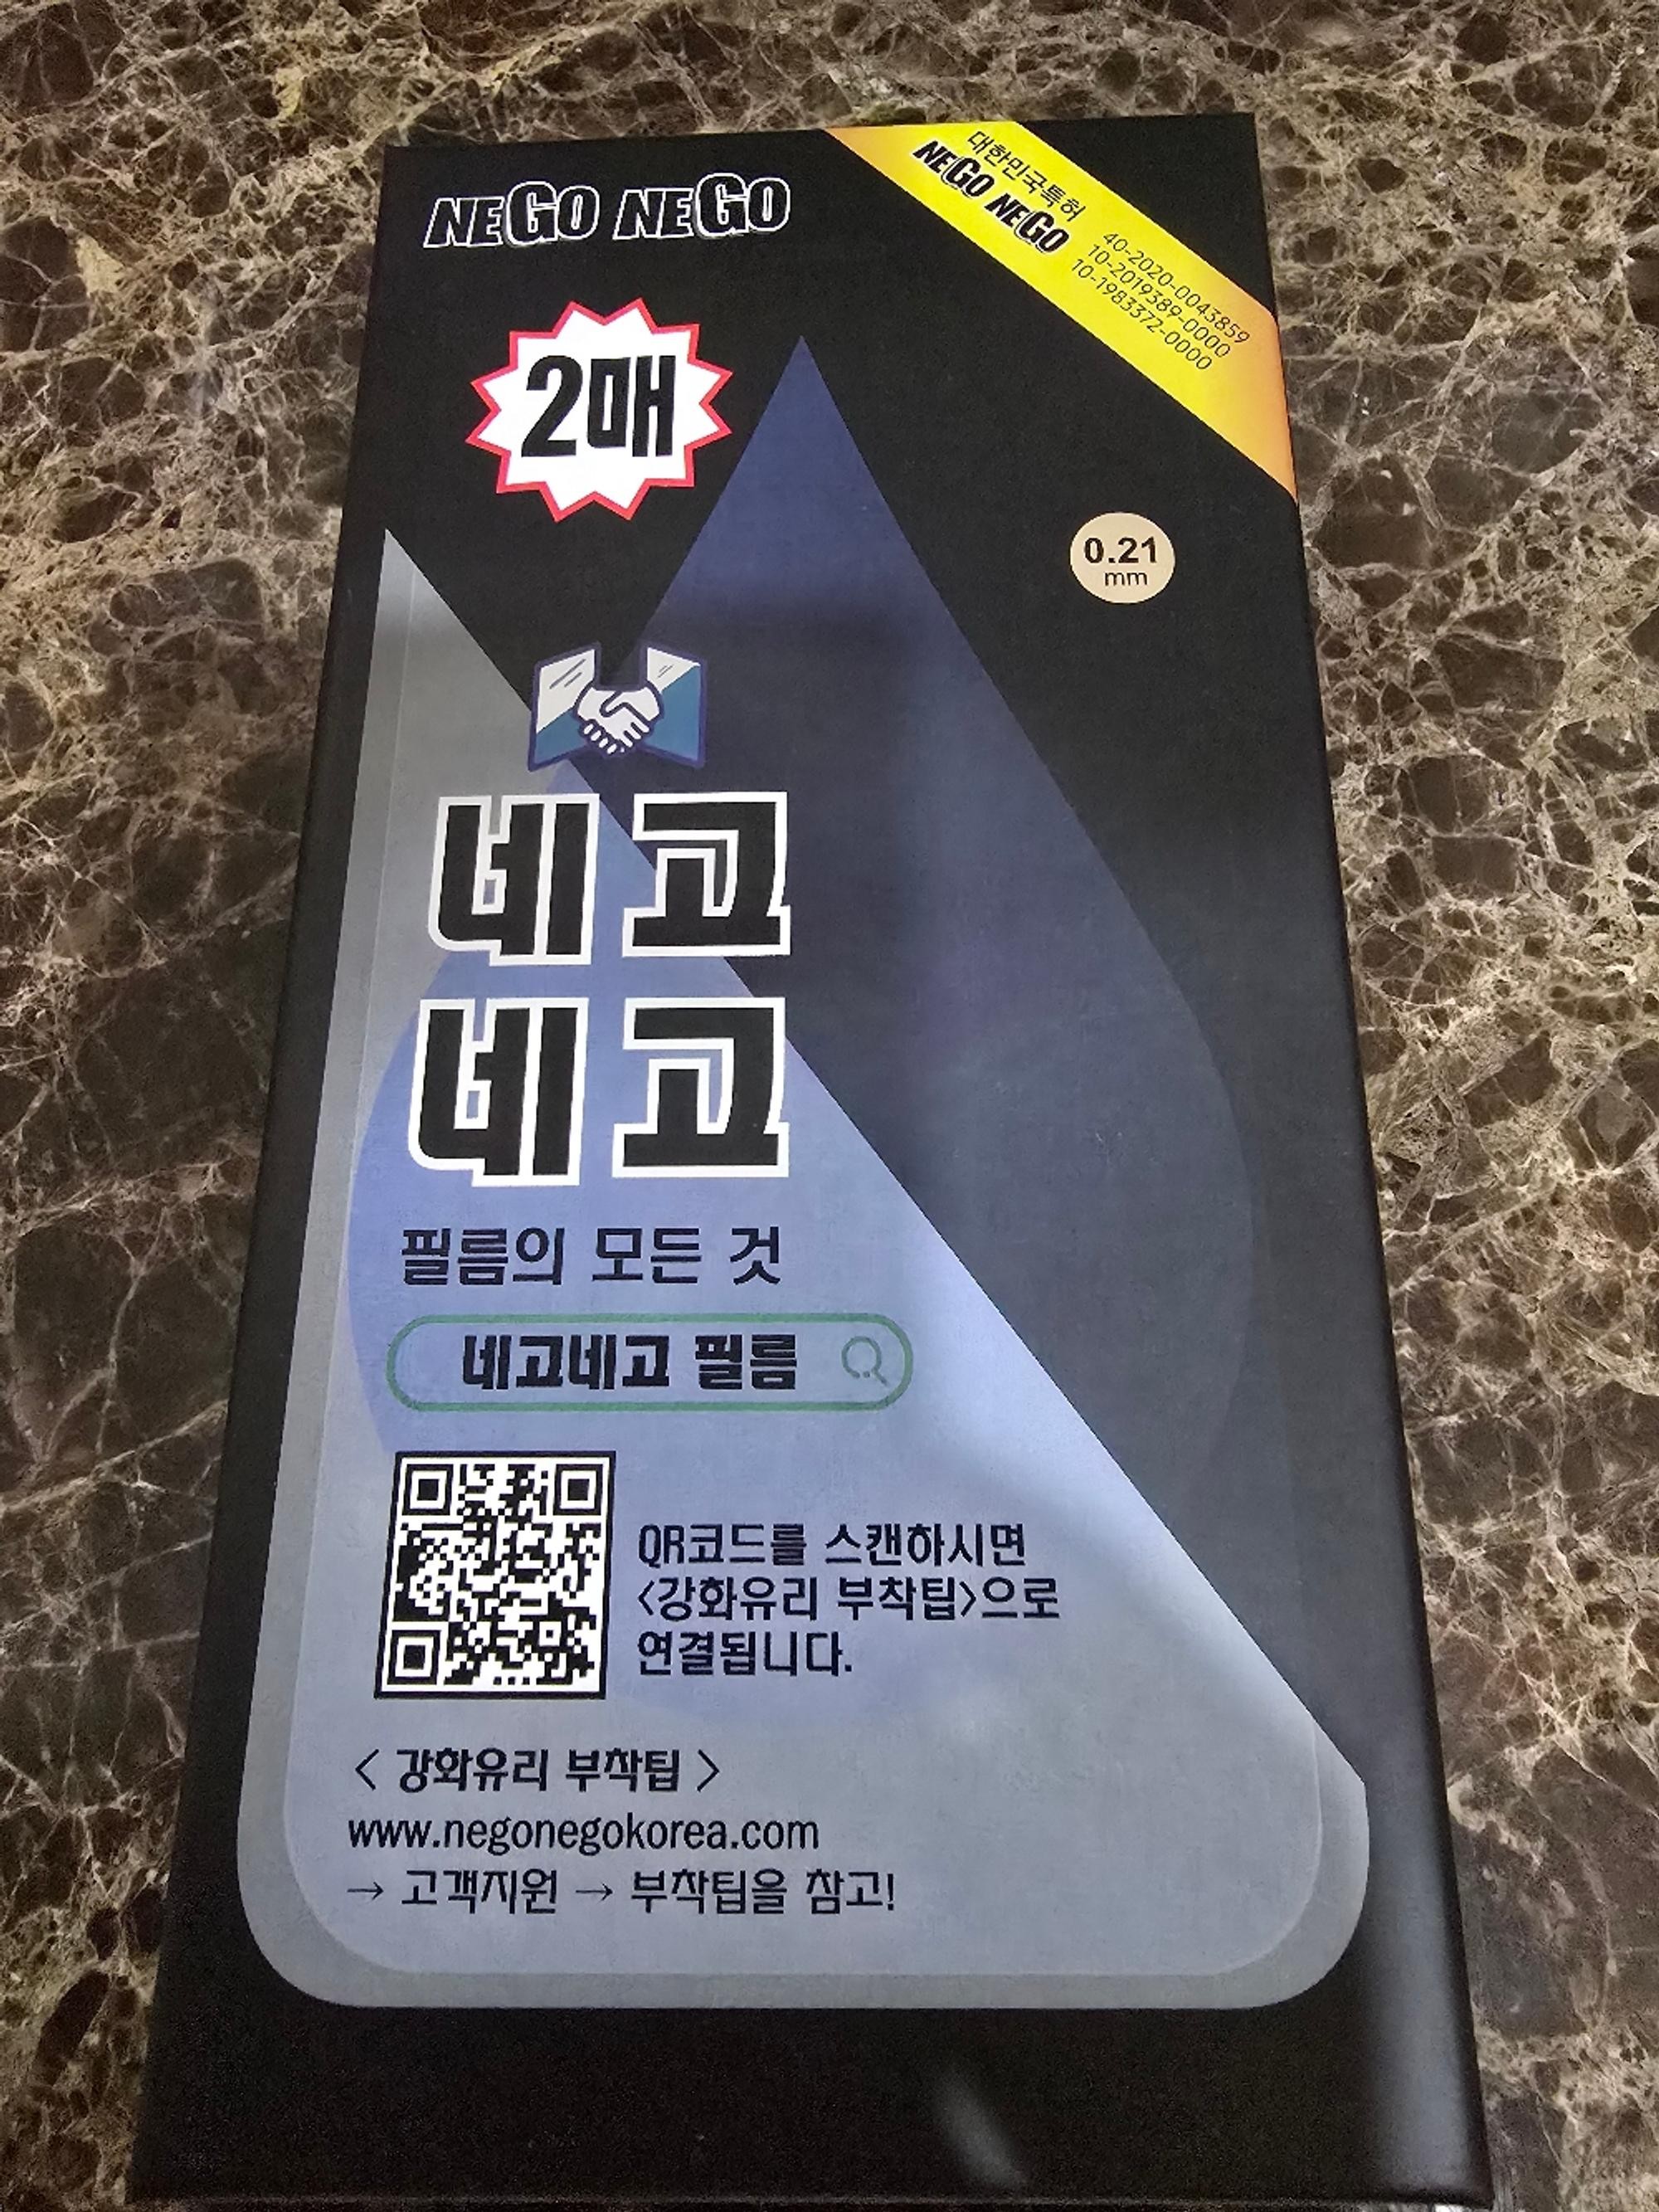 NEGO NEGO
대한민국특허
NEGO NEGO
40-2020-0043859
10-2019389-0000
10-1983372-0000
2매
0.21
mm
네고
네고
필름의 모든 것
네고네고 필름
QR코드를 스캔하시면
<강화유리 부착팁>으로
연결됩니다.
< 강화유리 부착팁 >
www.negonegokorea.com
→ 고객지원 → 부착팁을 참고!